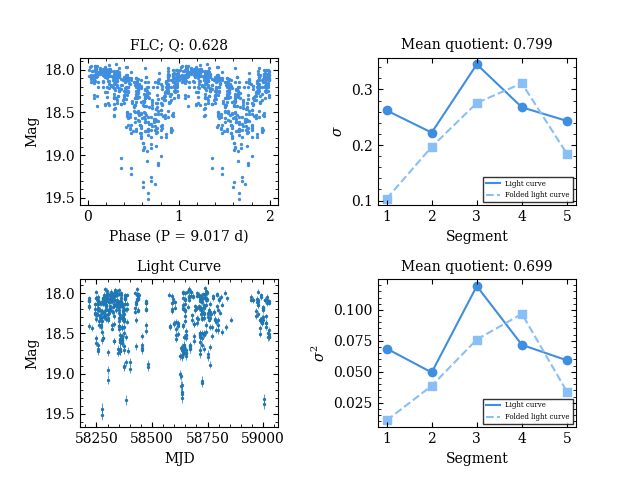 FLC; Q: 0.628
Mag
18.0
18.5
19.0
19.5
0
1
2
Phase (P = 9.017 d)
Mean quotient: 0.799
σ
0.3
0.2
0.1
Light curve
Folded light curve
1
2
3
4
5
Segment
Light Curve
Mag
18.0
18.5
19.0
19.5
58250
58500
58750
59000
MJD
Mean quotient: 0.699
σ²
0.100
0.075
0.050
0.025
Light curve
Folded light curve
1
2
3
4
5
Segment